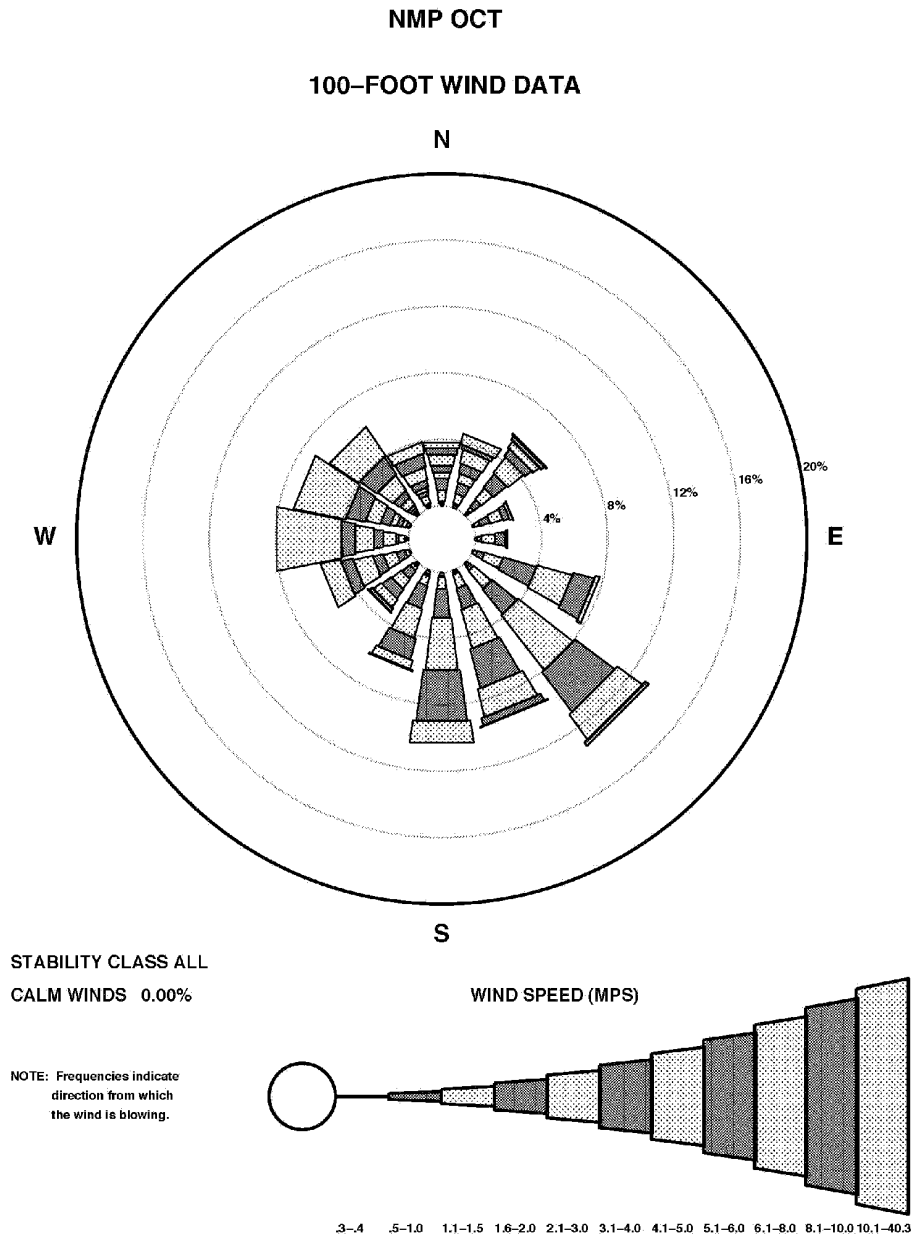 NMP OCT
100–FOOT WIND DATA
N
20%
16%
12%
8%
4%
W
E
S
STABILITY CLASS ALL
CALM WINDS 0.00%
WIND SPEED (MPS)
NOTE: Frequencies indicate
direction from which
the wind is blowing.
.3–.4 .5–1.0 1.1–1.5 1.6–2.0 2.1–3.0 3.1–4.0 4.1–5.0 5.1–6.0 6.1–8.0 8.1–10.0 10.1–40.3